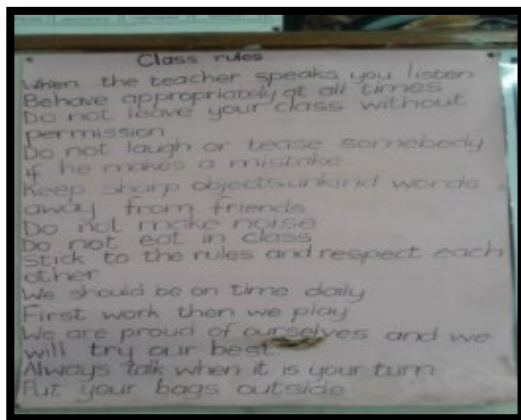 Class rules
When the teacher speaks you listen
Behave appropriately at all times
Do not leave your class without
permission
Do not laugh or tease somebody
if he makes a mistake.
Keep sharp objects, unkind words
away from friends
Do not make noise
Do not eat in class
Stick to the rules and respect each
other
We should be on time daily
First work then we play
We are proud of ourselves and we
will try our best
Always talk when it is your turn
Put your bags outside